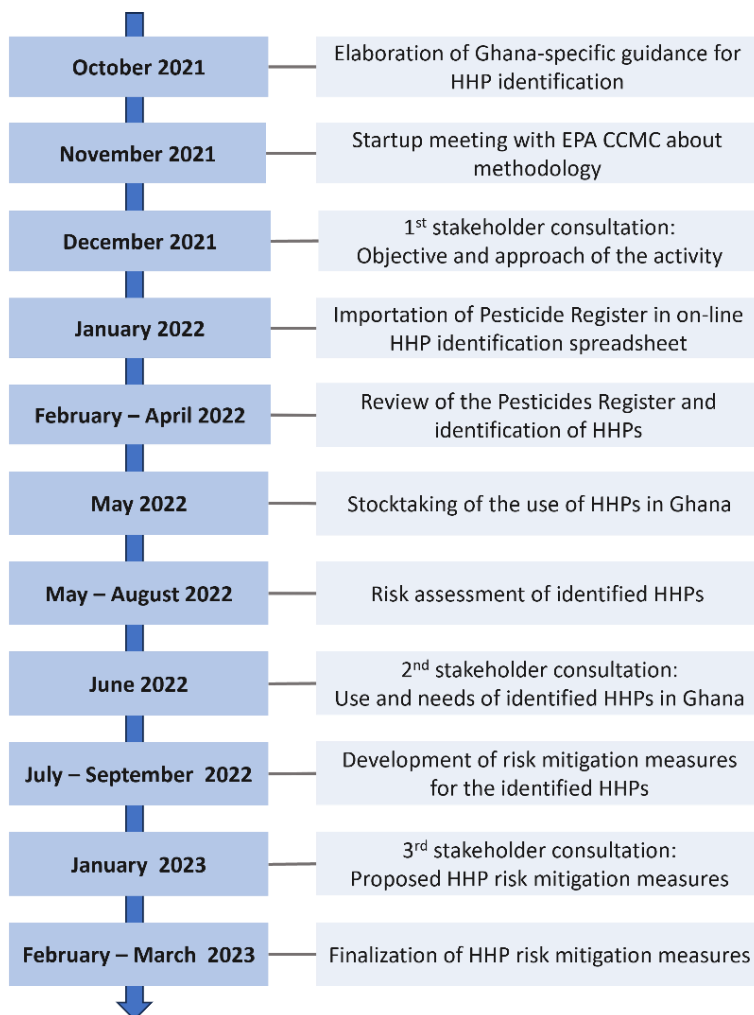 October 2021
Elaboration of Ghana-specific guidance for
HHP identification
November 2021
Startup meeting with EPA CCMC about
methodology
December 2021
1st stakeholder consultation:
Objective and approach of the activity
January 2022
Importation of Pesticide Register in on-line
HHP identification spreadsheet
February – April 2022
Review of the Pesticides Register and
identification of HHPs
May 2022
Stocktaking of the use of HHPs in Ghana
May – August 2022
Risk assessment of identified HHPs
June 2022
2nd stakeholder consultation:
Use and needs of identified HHPs in Ghana
July – September 2022
Development of risk mitigation measures
for the identified HHPs
January 2023
3rd stakeholder consultation:
Proposed HHP risk mitigation measures
February – March 2023
Finalization of HHP risk mitigation measures